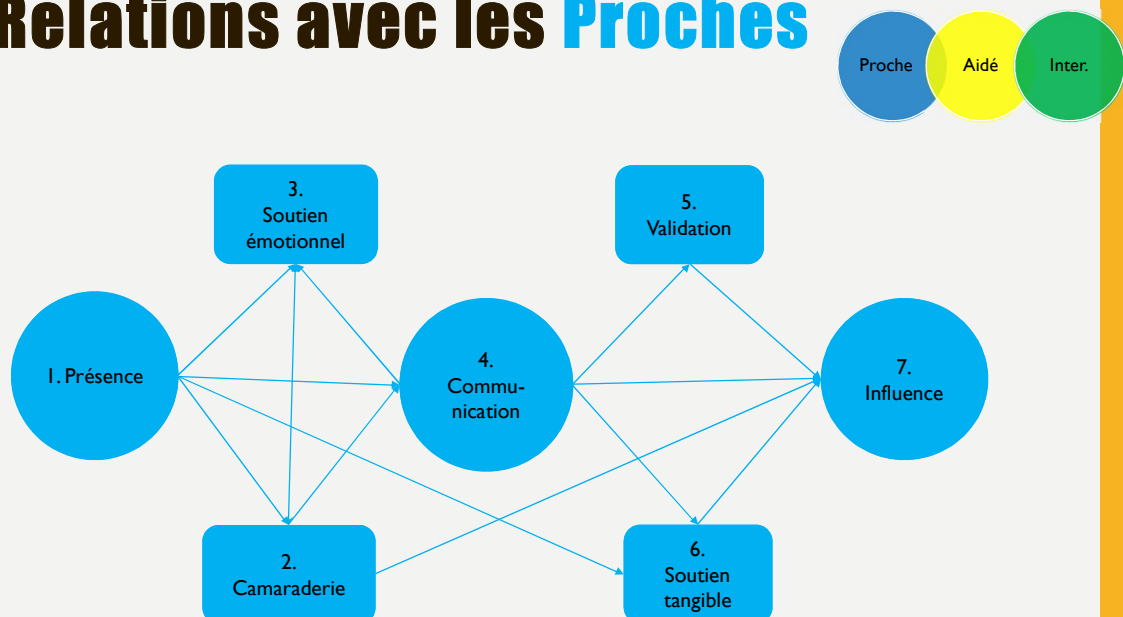 Relations avec les Proches
Proche
Aidé
Inter.
3.
Soutien
émotionnel
5.
Validation
1. Présence
4.
Commu-
nication
7.
Influence
2.
Camaraderie
6.
Soutien
tangible